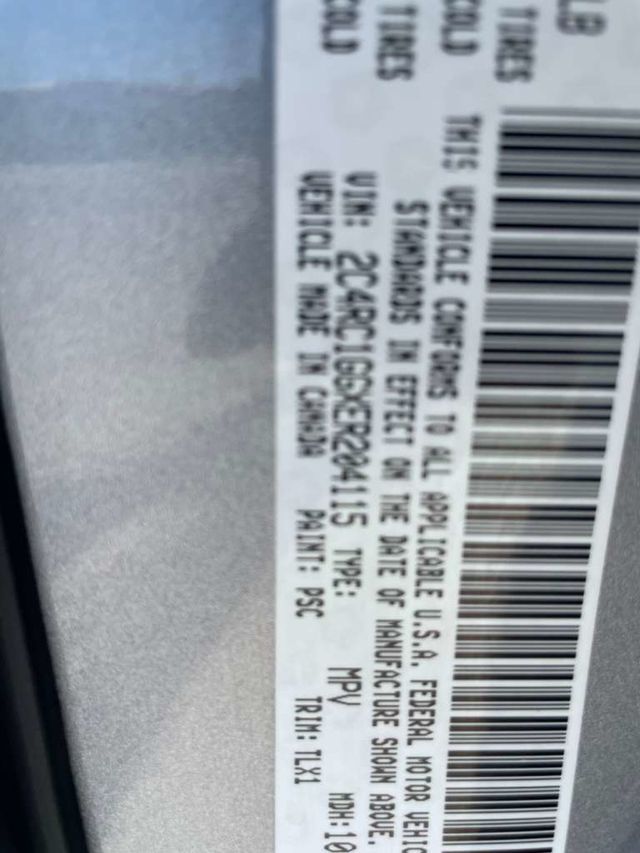 LB
TIRES
COLD
TIRES
COLD
THIS VEHICLE CONFORMS TO ALL APPLICABLE U.S.A. FEDERAL MOTOR VEHIC
STANDARDS IN EFFECT ON THE DATE OF MANUFACTURE SHOWN ABOVE.
VIN: 2C4RC1GGXER204115 TYPE: MPV MDH:10
VEHICLE MADE IN CANADA PAINT: PSC TRIM: TLX1